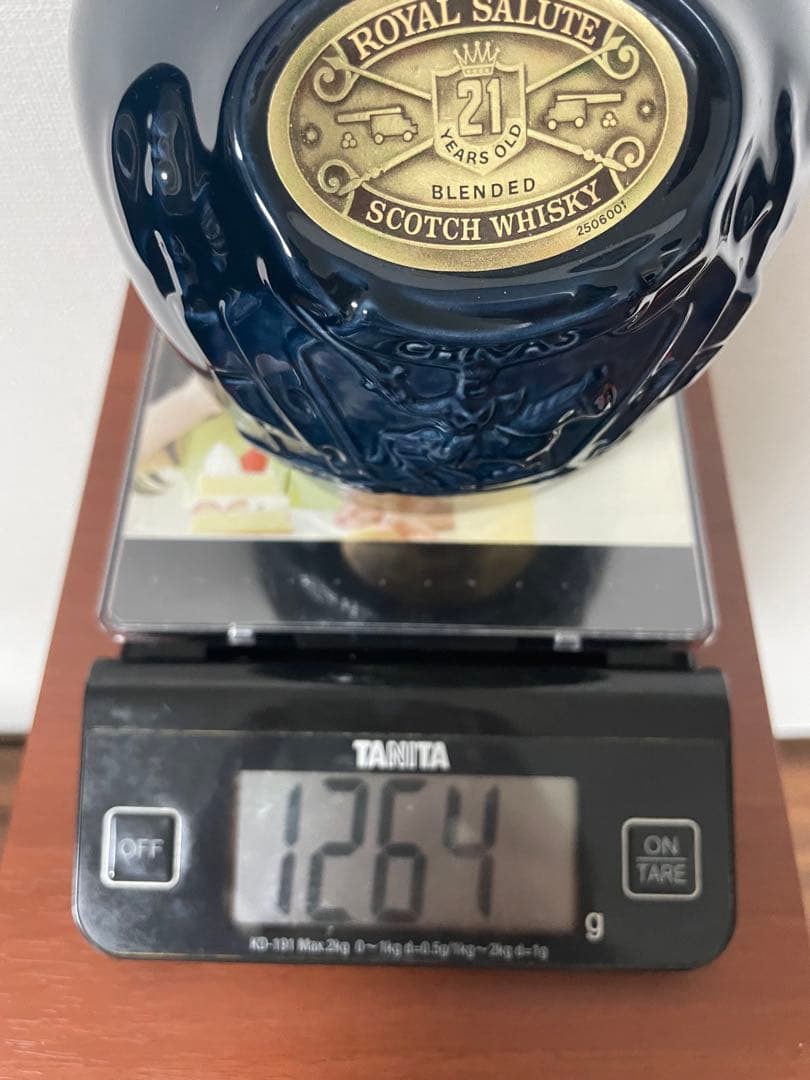 ROYAL SALUTE
21
YEARS OLD
BLENDED
SCOTCH WHISKY
2506001
CHIVAS
TANITA
1264
g
OFF
ON
TARE
KD-191 Max 2kg 0~1kg d=0.5g/1kg~2kg d=1g